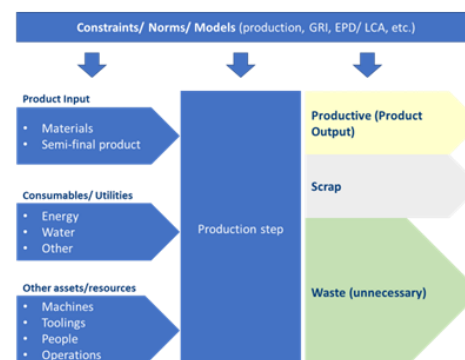 Constraints/ Norms/ Models (production, GRI, EPD/ LCA, etc.)
Product Input
• Materials
• Semi-final product
Consumables/ Utilities
• Energy
• Water
• Other
Other assets/resources
• Machines
• Toolings
• People
• Operations
Production step
Productive (Product
Output)
Scrap
Waste (unnecessary)